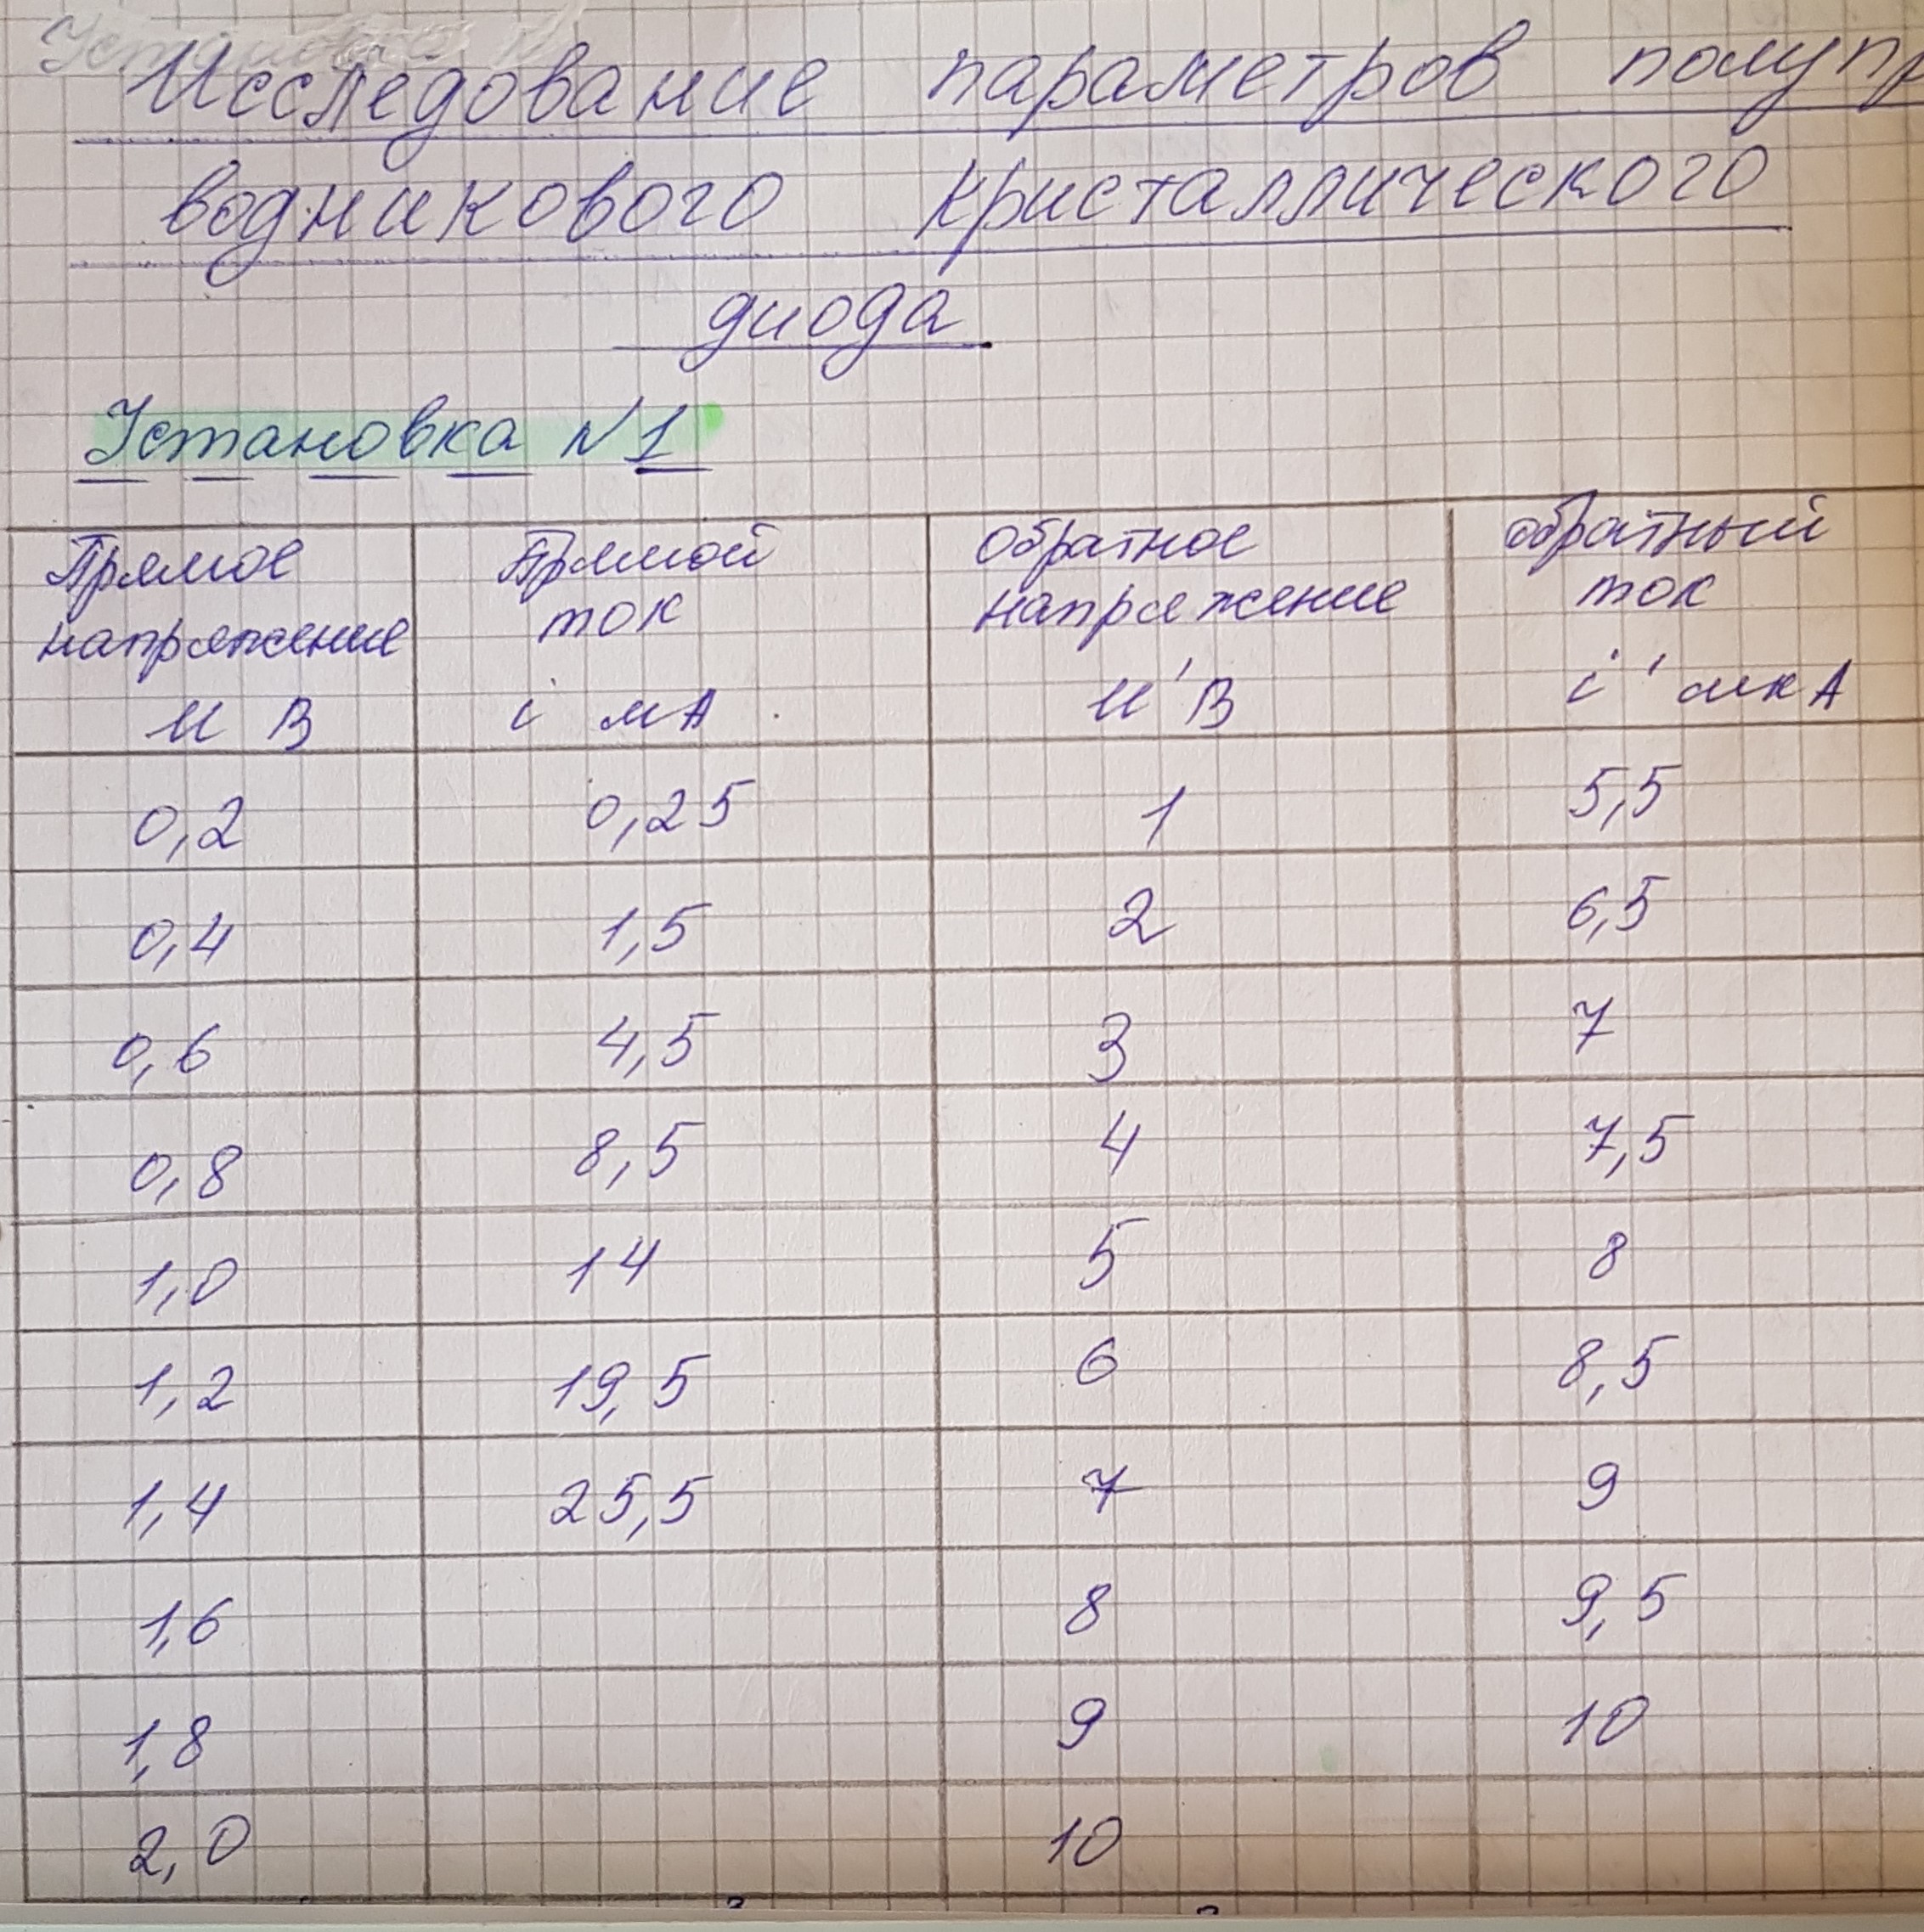 Исследование параметров полупр
водникового кристаллического
диода
Установка N1
Прямое напряжение U В
Прямой ток i мА
Обратное напряжение U' В
обратный ток i' мкА
0,2 0,25 1 5,5
0,4 1,5 2 6,5
0,6 4,5 3 7
0,8 8,5 4 7,5
1,0 14 5 8
1,2 19,5 6 8,5
1,4 25,5 7 9
1,6 8 9,5
1,8 9 10
2,0 10